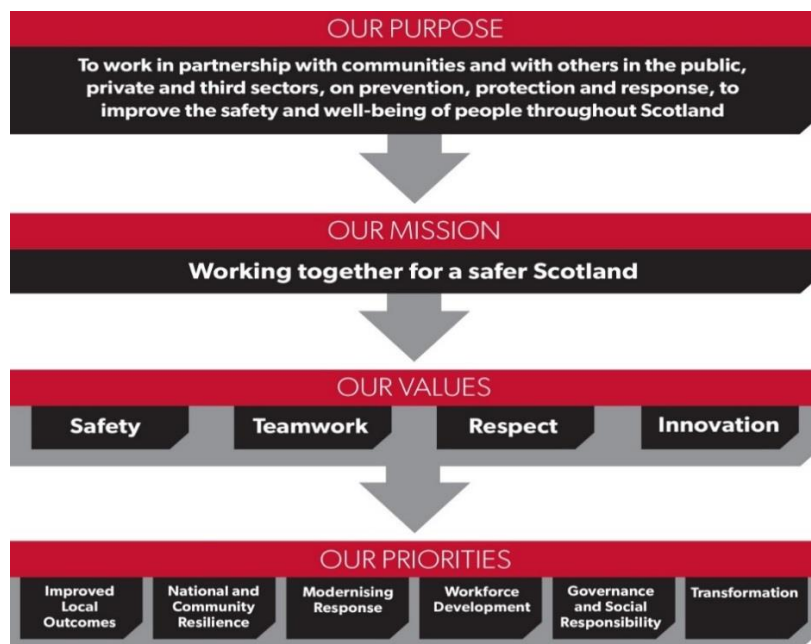 OUR PURPOSE
To work in partnership with communities and with others in the public,
private and third sectors, on prevention, protection and response, to
improve the safety and well-being of people throughout Scotland
OUR MISSION
Working together for a safer Scotland
OUR VALUES
Safety
Teamwork
Respect
Innovation
OUR PRIORITIES
Improved
Local
Outcomes
National and
Community
Resilience
Modernising
Response
Workforce
Development
Governance
and Social
Responsibility
Transformation